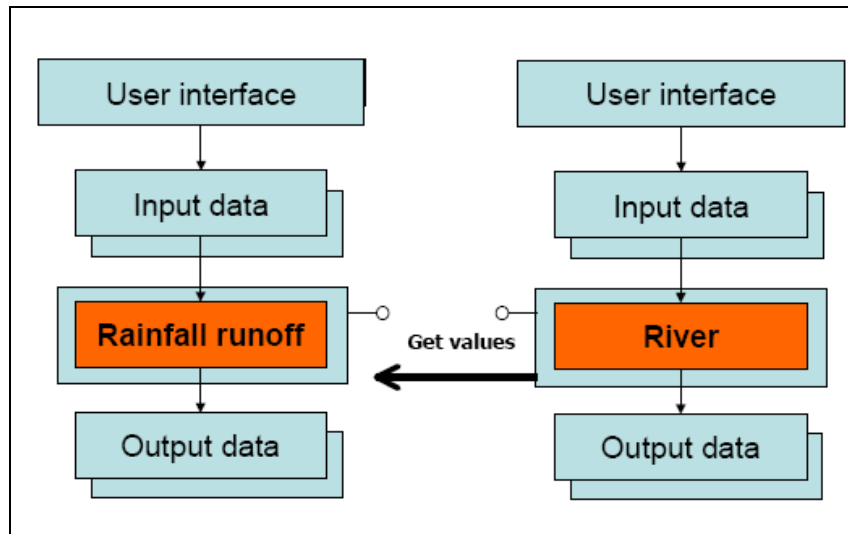 User interface
Input data
Rainfall runoff
Output data
Get values
User interface
Input data
River
Output data